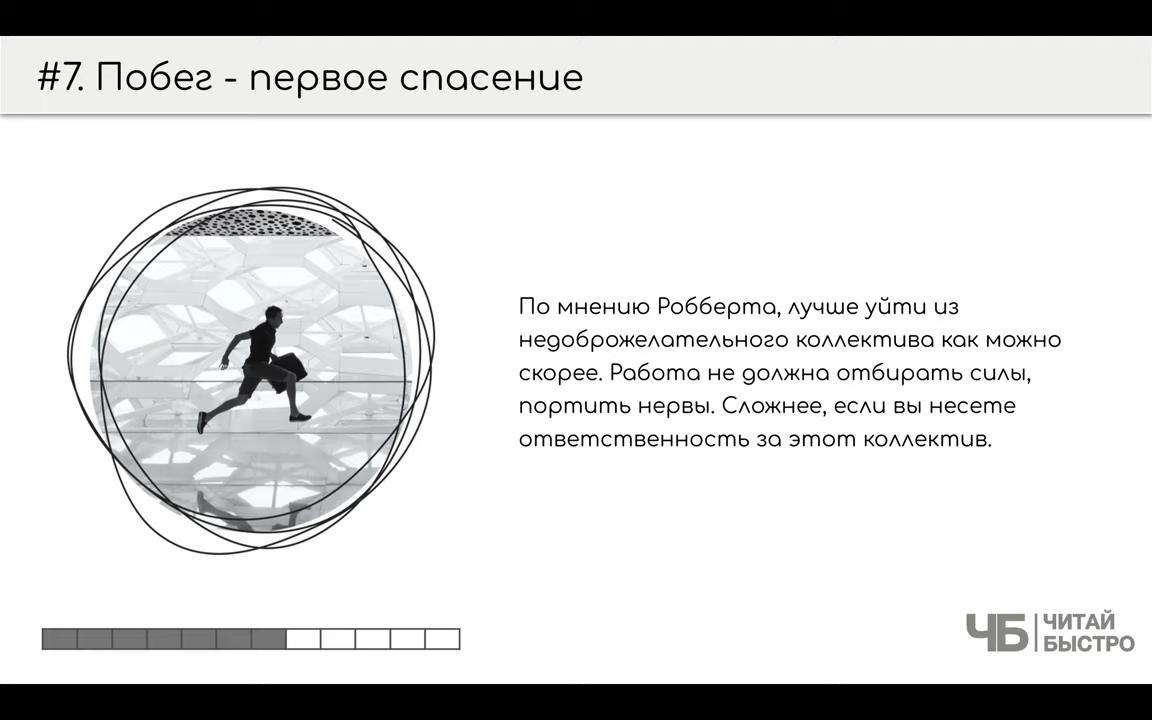 #7. Побег - первое спасение
По мнению Робберта, лучше уйти из
недоброжелательного коллектива как можно
скорее. Работа не должна отбирать силы,
портить нервы. Сложнее, если вы несете
ответственность за этот коллектив.
ЧБ
ЧИТАЙ
БЫСТРО